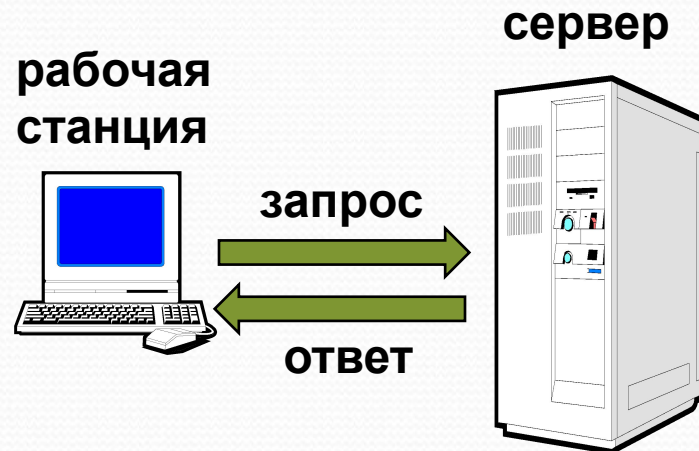 сервер
рабочая
станция
запрос
ответ